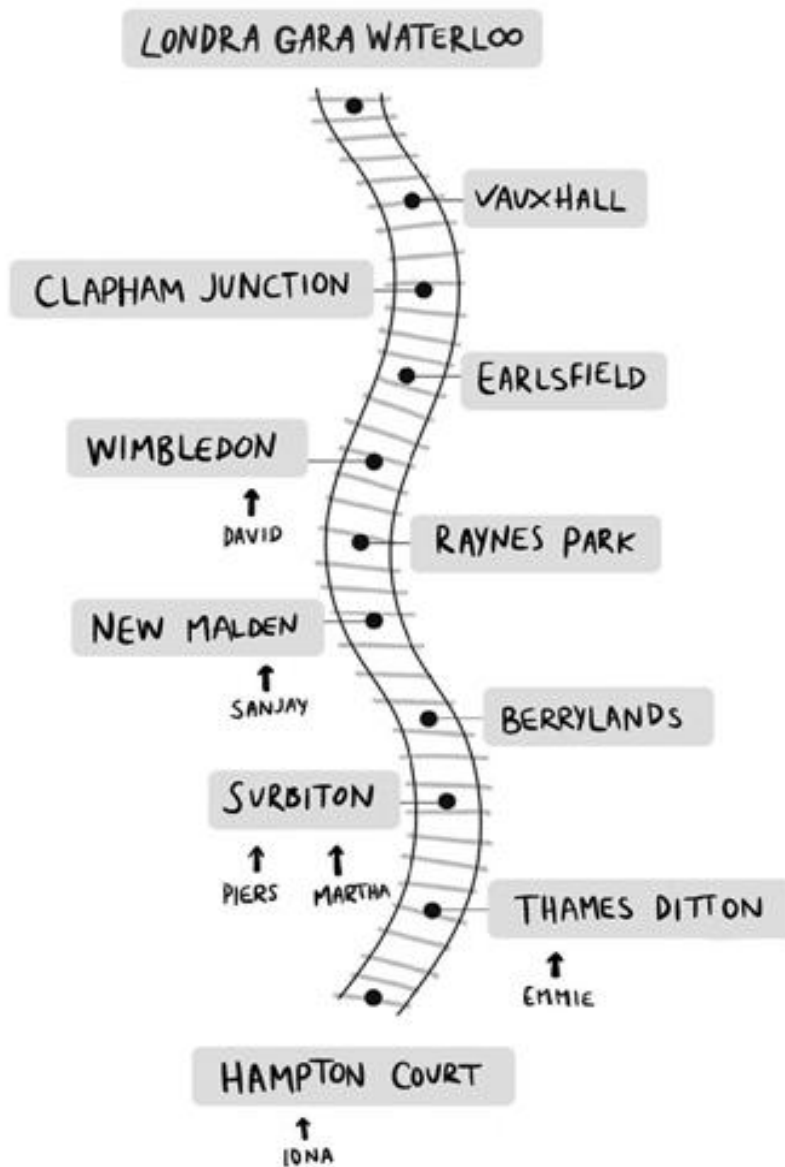 LONDRA GARA WATERLOO
VAUXHALL
CLAPHAM JUNCTION
EARLSFIELD
WIMBLEDON
DAVID
RAYNES PARK
NEW MALDEN
SANJAY
BERRYLANDS
SURBITON
PIERS MARTHA
THAMES DITTON
EMMIE
HAMPTON COURT
IONA